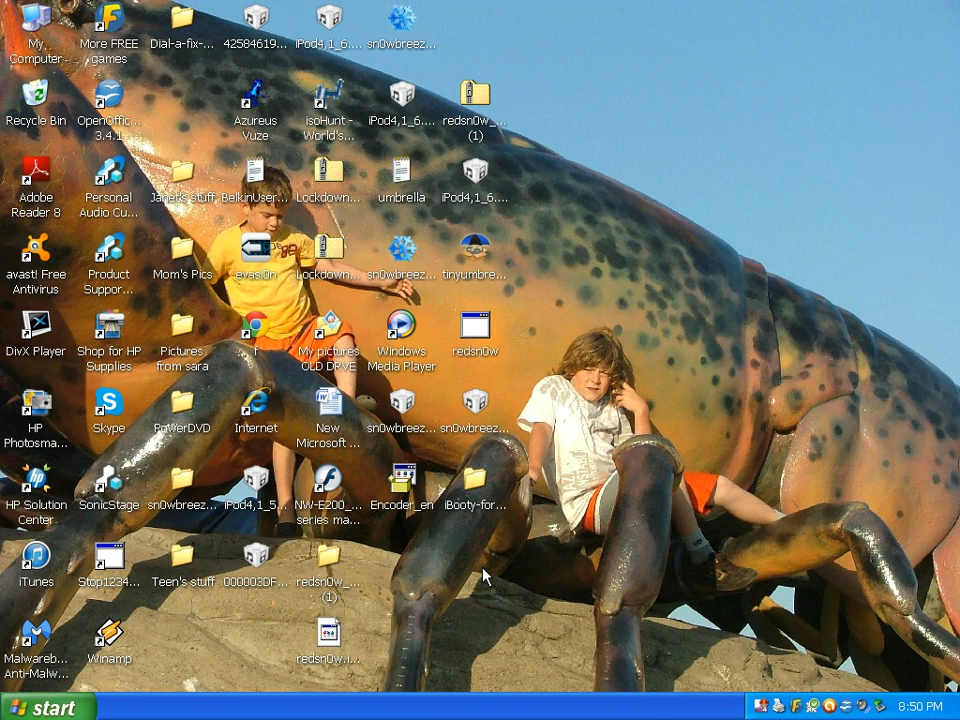 My Computer
More FREE games
Dial-a-fix-...
42584619...
iPod4,1_6....
sn0wbreez...
Recycle Bin
OpenOffic... 3.4.1
Azureus Vuze
isoHunt - World's...
iPod4,1_6....
redsn0w_... (1)
Adobe Reader 8
Personal Audio Cu...
Janet's stuff
BelkinUser...
Lockdown...
umbrella
iPod4,1_6....
avast! Free Antivirus
Product Suppor...
Mom's Pics
evasi0n
Lockdown...
sn0wbreez...
tinyumbre...
DivX Player
Shop for HP Supplies
Pictures from sara
f
My pictures OLD DRVE
Windows Media Player
redsn0w
HP Photosma...
Skype
PoWerDVD
Internet
New Microsoft ...
sn0wbreez...
sn0wbreez...
HP Solution Center
SonicStage
sn0wbreez...
iPod4,1_5....
NW-E200_... series ma...
Encoder_en
iBooty-for...
iTunes
Stop1234...
Teen's stuff
000003DF...
redsn0w_... (1)
Malwareb... Anti-Malw...
Winamp
redsn0w.i...
start
8:50 PM